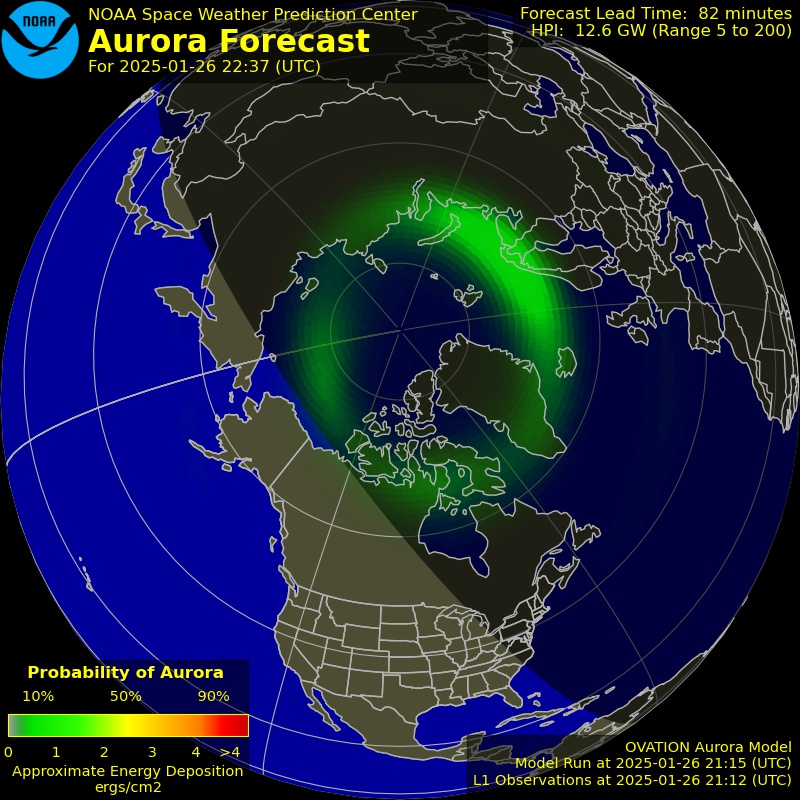 NOAA
NOAA Space Weather Prediction Center
Aurora Forecast
For 2025-01-26 22:37 (UTC)
Forecast Lead Time: 82 minutes
HPI: 12.6 GW (Range 5 to 200)
Probability of Aurora
10% 50% 90%
0 1 2 3 4 >4
Approximate Energy Deposition
ergs/cm2
OVATION Aurora Model
Model Run at 2025-01-26 21:15 (UTC)
L1 Observations at 2025-01-26 21:12 (UTC)